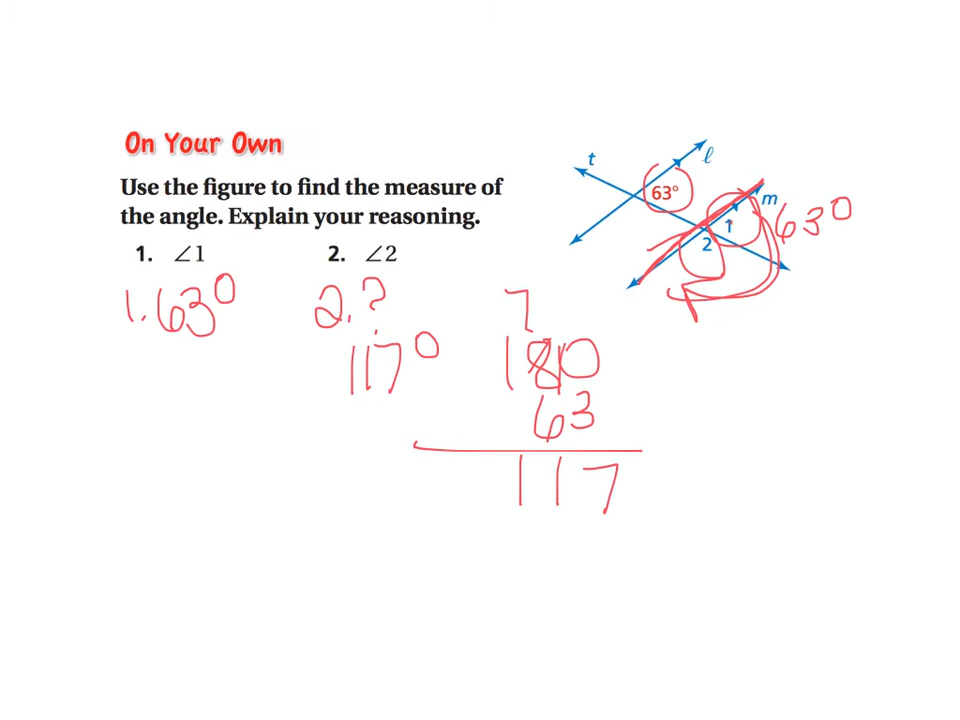 On Your Own
Use the figure to find the measure of
the angle. Explain your reasoning.
1. ∠1
2. ∠2
t
ℓ
63°
m
1
2
63°
1. 63°
2. ?
117°
7
180
63
117